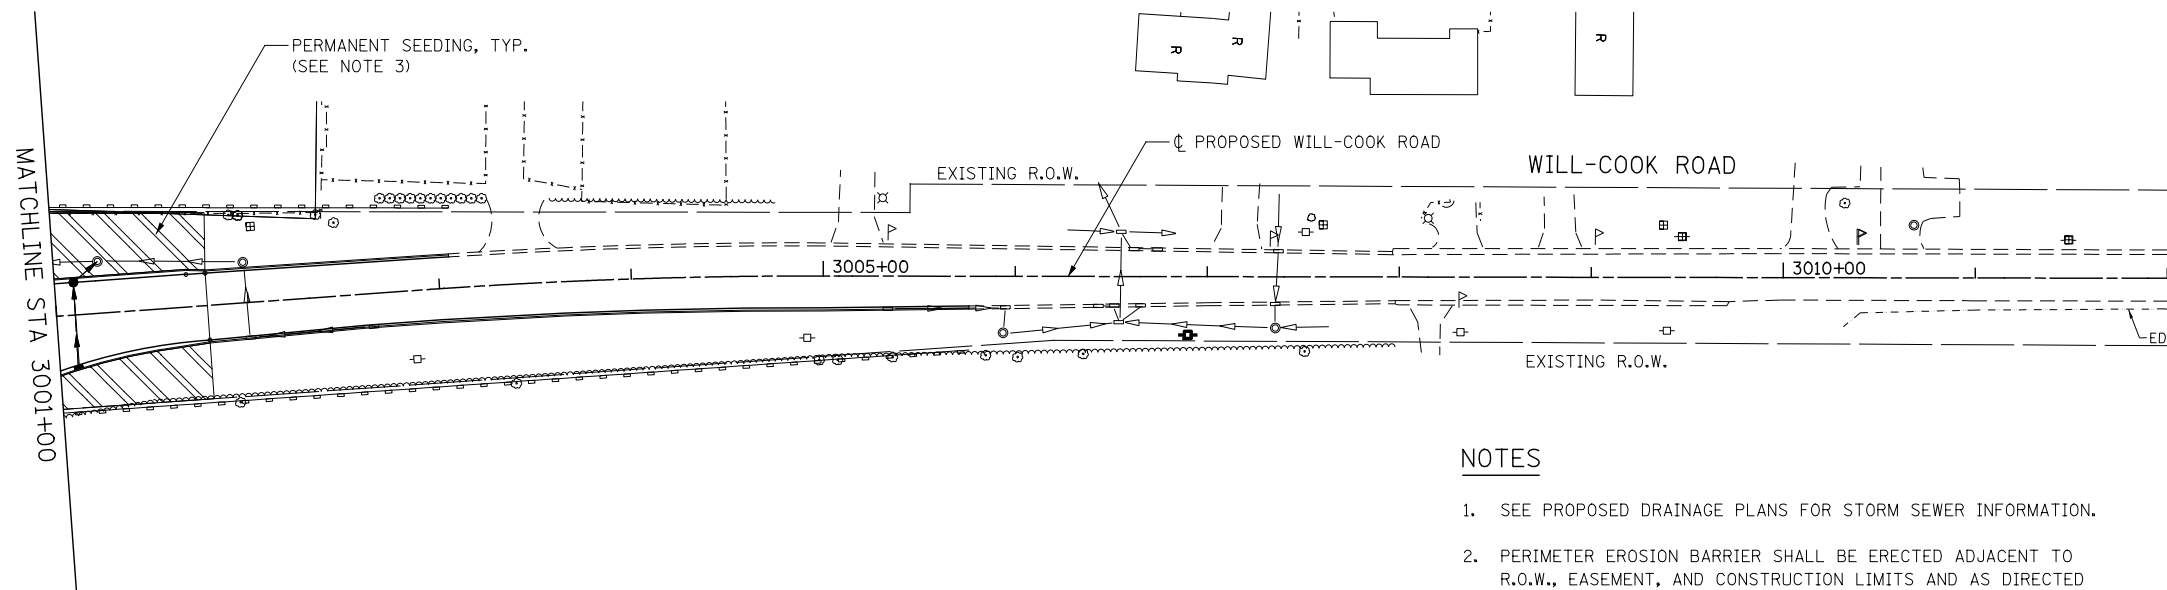 PERMANENT SEEDING, TYP.
(SEE NOTE 3)
R
R
R
℄ PROPOSED WILL-COOK ROAD
EXISTING R.O.W.
WILL-COOK ROAD
MATCHLINE STA 3001+00
3005+00
3010+00
ED
EXISTING R.O.W.
NOTES
1. SEE PROPOSED DRAINAGE PLANS FOR STORM SEWER INFORMATION.
2. PERIMETER EROSION BARRIER SHALL BE ERECTED ADJACENT TO
R.O.W., EASEMENT, AND CONSTRUCTION LIMITS AND AS DIRECTED